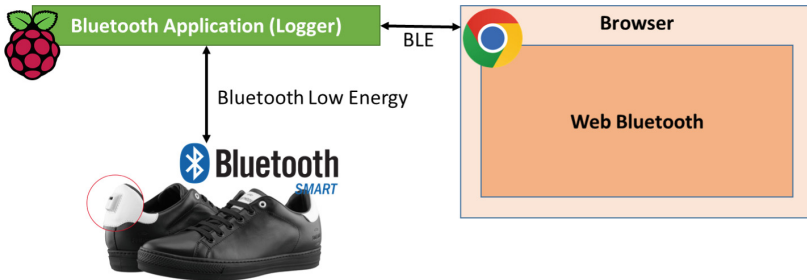 Bluetooth Application (Logger)
BLE
Browser
Bluetooth Low Energy
Web Bluetooth
Bluetooth
SMART